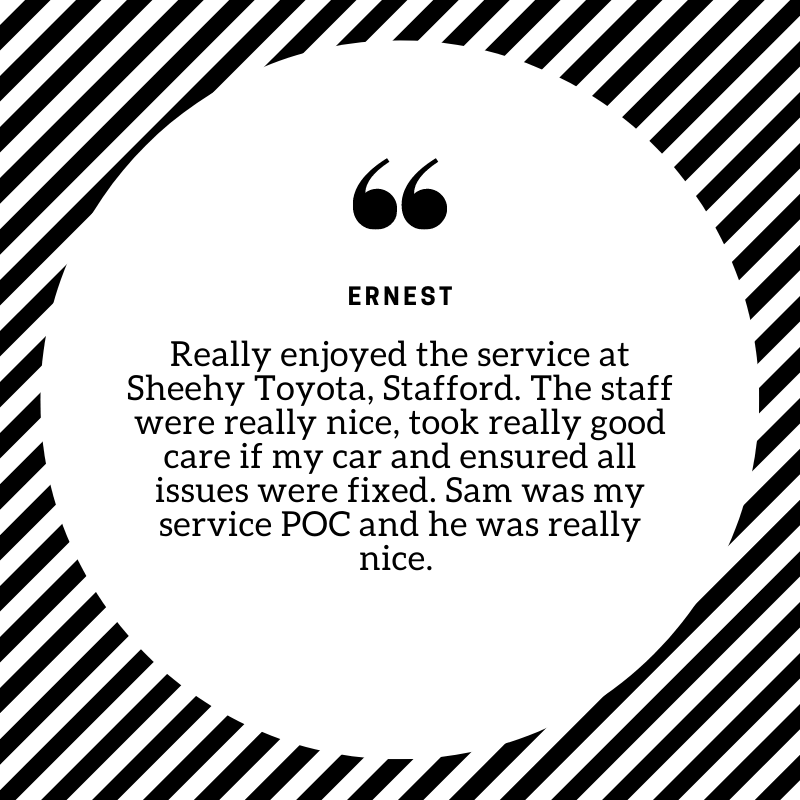 “
ERNEST
Really enjoyed the service at
Sheehy Toyota, Stafford. The staff
were really nice, took really good
care if my car and ensured all
issues were fixed. Sam was my
service POC and he was really
nice.